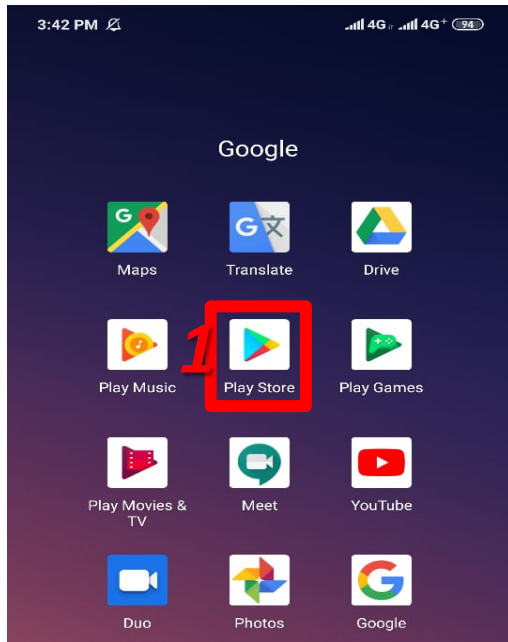 3:42 PM 4G 4G+ 94
Google
G G 文
Maps Translate Drive
1
Play Music Play Store Play Games
Play Movies & Meet YouTube
TV
G
Duo Photos Google